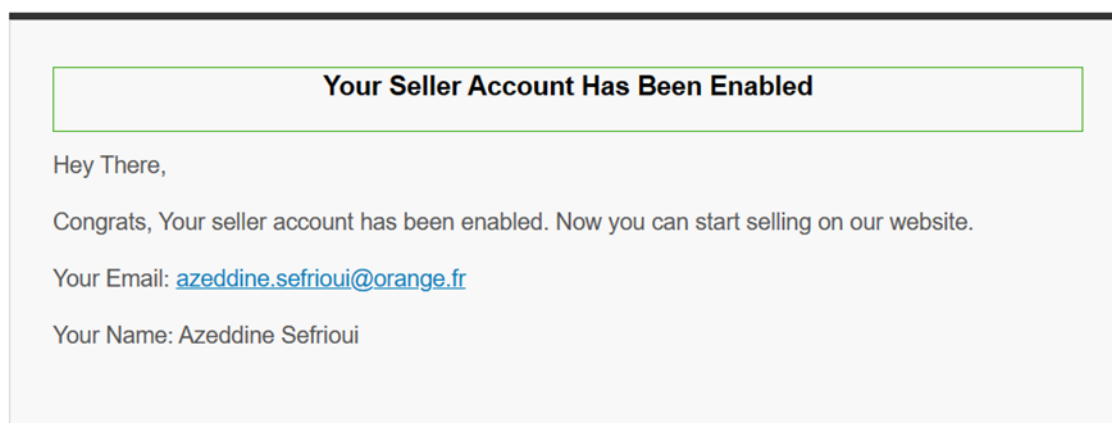 Your Seller Account Has Been Enabled
Hey There,
Congrats, Your seller account has been enabled. Now you can start selling on our website.
Your Email: azeddine.sefrioui@orange.fr
Your Name: Azeddine Sefrioui